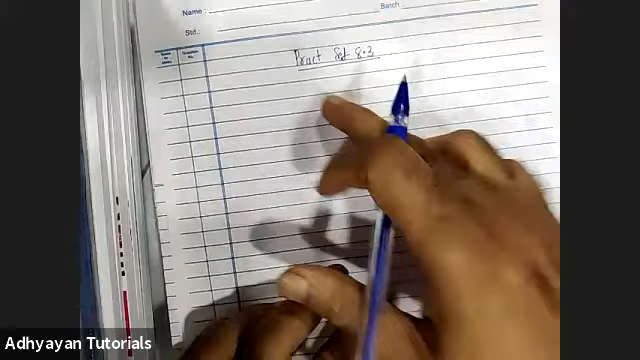 Name :
Batch
Std.:
Pract Set 8.3
Adhyayan Tutorials